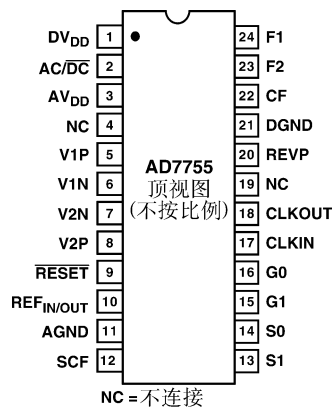 DVDD 1 24 F1
AC/DC 2 23 F2
AVDD 3 22 CF
NC 4 21 DGND
V1P 5 20 REVP
V1N 6 AD7755 19 NC
顶视图
V2N 7 (不按比例) 18 CLKOUT
V2P 8 17 CLKIN
RESET 9 16 G0
REFIN/OUT 10 15 G1
AGND 11 14 S0
SCF 12 13 S1
NC = 不连接